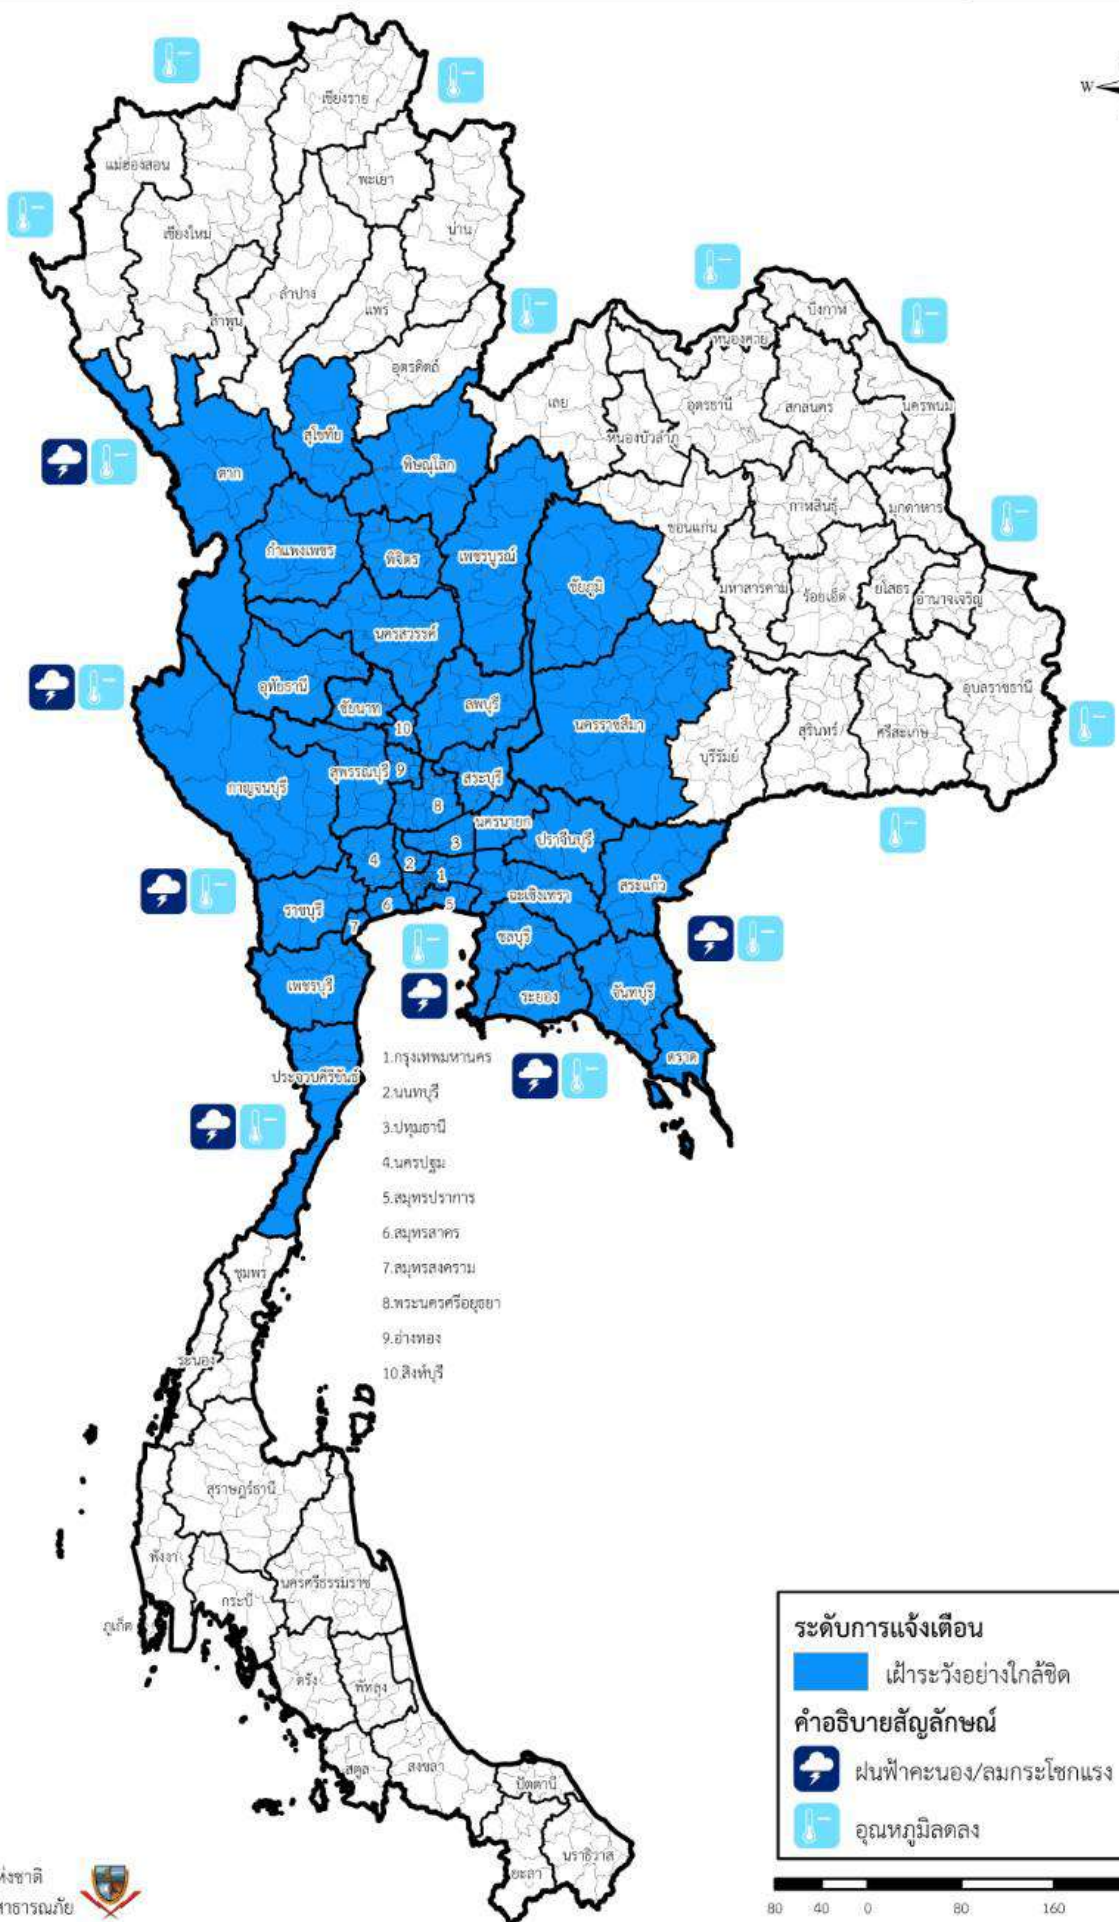 W
เชียงราย
แม่ฮ่องสอน
พะเยา
น่าน
เชียงใหม่
ลำปาง
แพร่
ลำพูน
อุตรดิตถ์
บึงกาฬ
หนองคาย
เลย
อุดรธานี
สกลนคร
นครพนม
หนองบัวลำภู
สุโขทัย
ตาก
พิษณุโลก
ขอนแก่น
กาฬสินธุ์
มุกดาหาร
กำแพงเพชร
พิจิตร
เพชรบูรณ์
ชัยภูมิ
มหาสารคาม
ร้อยเอ็ด
ยโสธร
อำนาจเจริญ
นครสวรรค์
อุทัยธานี
ชัยนาท
ลพบุรี
นครราชสีมา
อุบลราชธานี
10
บุรีรัมย์
สุรินทร์
ศรีสะเกษ
กาญจนบุรี
สุพรรณบุรี
9
สระบุรี
8
นครนายก
ปราจีนบุรี
3
4
2
1
สระแก้ว
ราชบุรี
6
5
ฉะเชิงเทรา
7
ชลบุรี
เพชรบุรี
ระยอง
จันทบุรี
ตราด
ประจวบคีรีขันธ์
1.กรุงเทพมหานคร
2.นนทบุรี
3.ปทุมธานี
4.นครปฐม
5.สมุทรปราการ
6.สมุทรสาคร
7.สมุทรสงคราม
8.พระนครศรีอยุธยา
9.อ่างทอง
10.สิงห์บุรี
ชุมพร
ระนอง
สุราษฎร์ธานี
พังงา
นครศรีธรรมราช
กระบี่
ภูเก็ต
ตรัง
พัทลุง
สตูล
สงขลา
ปัตตานี
ยะลา
นราธิวาส
ระดับการแจ้งเตือน
เฝ้าระวังอย่างใกล้ชิด
คำอธิบายสัญลักษณ์
ฝนฟ้าคะนอง/ลมกระโชกแรง
อุณหภูมิลดลง
80 40 0 80 160
ห่งชาติ
สาธารณภัย